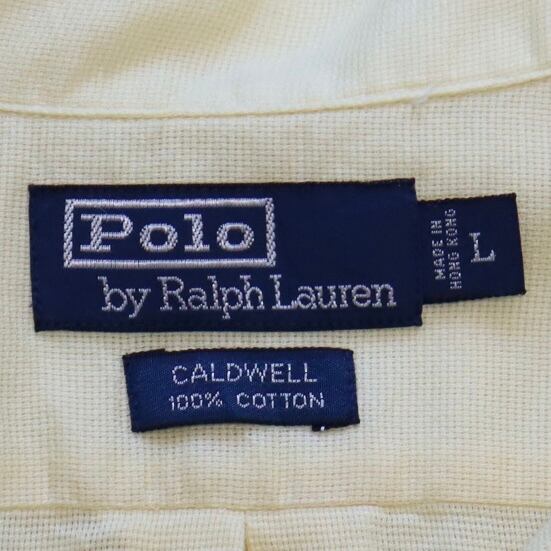 Polo
by Ralph Lauren
MADE IN
HONG KONG
L
CALDWELL
100% COTTON